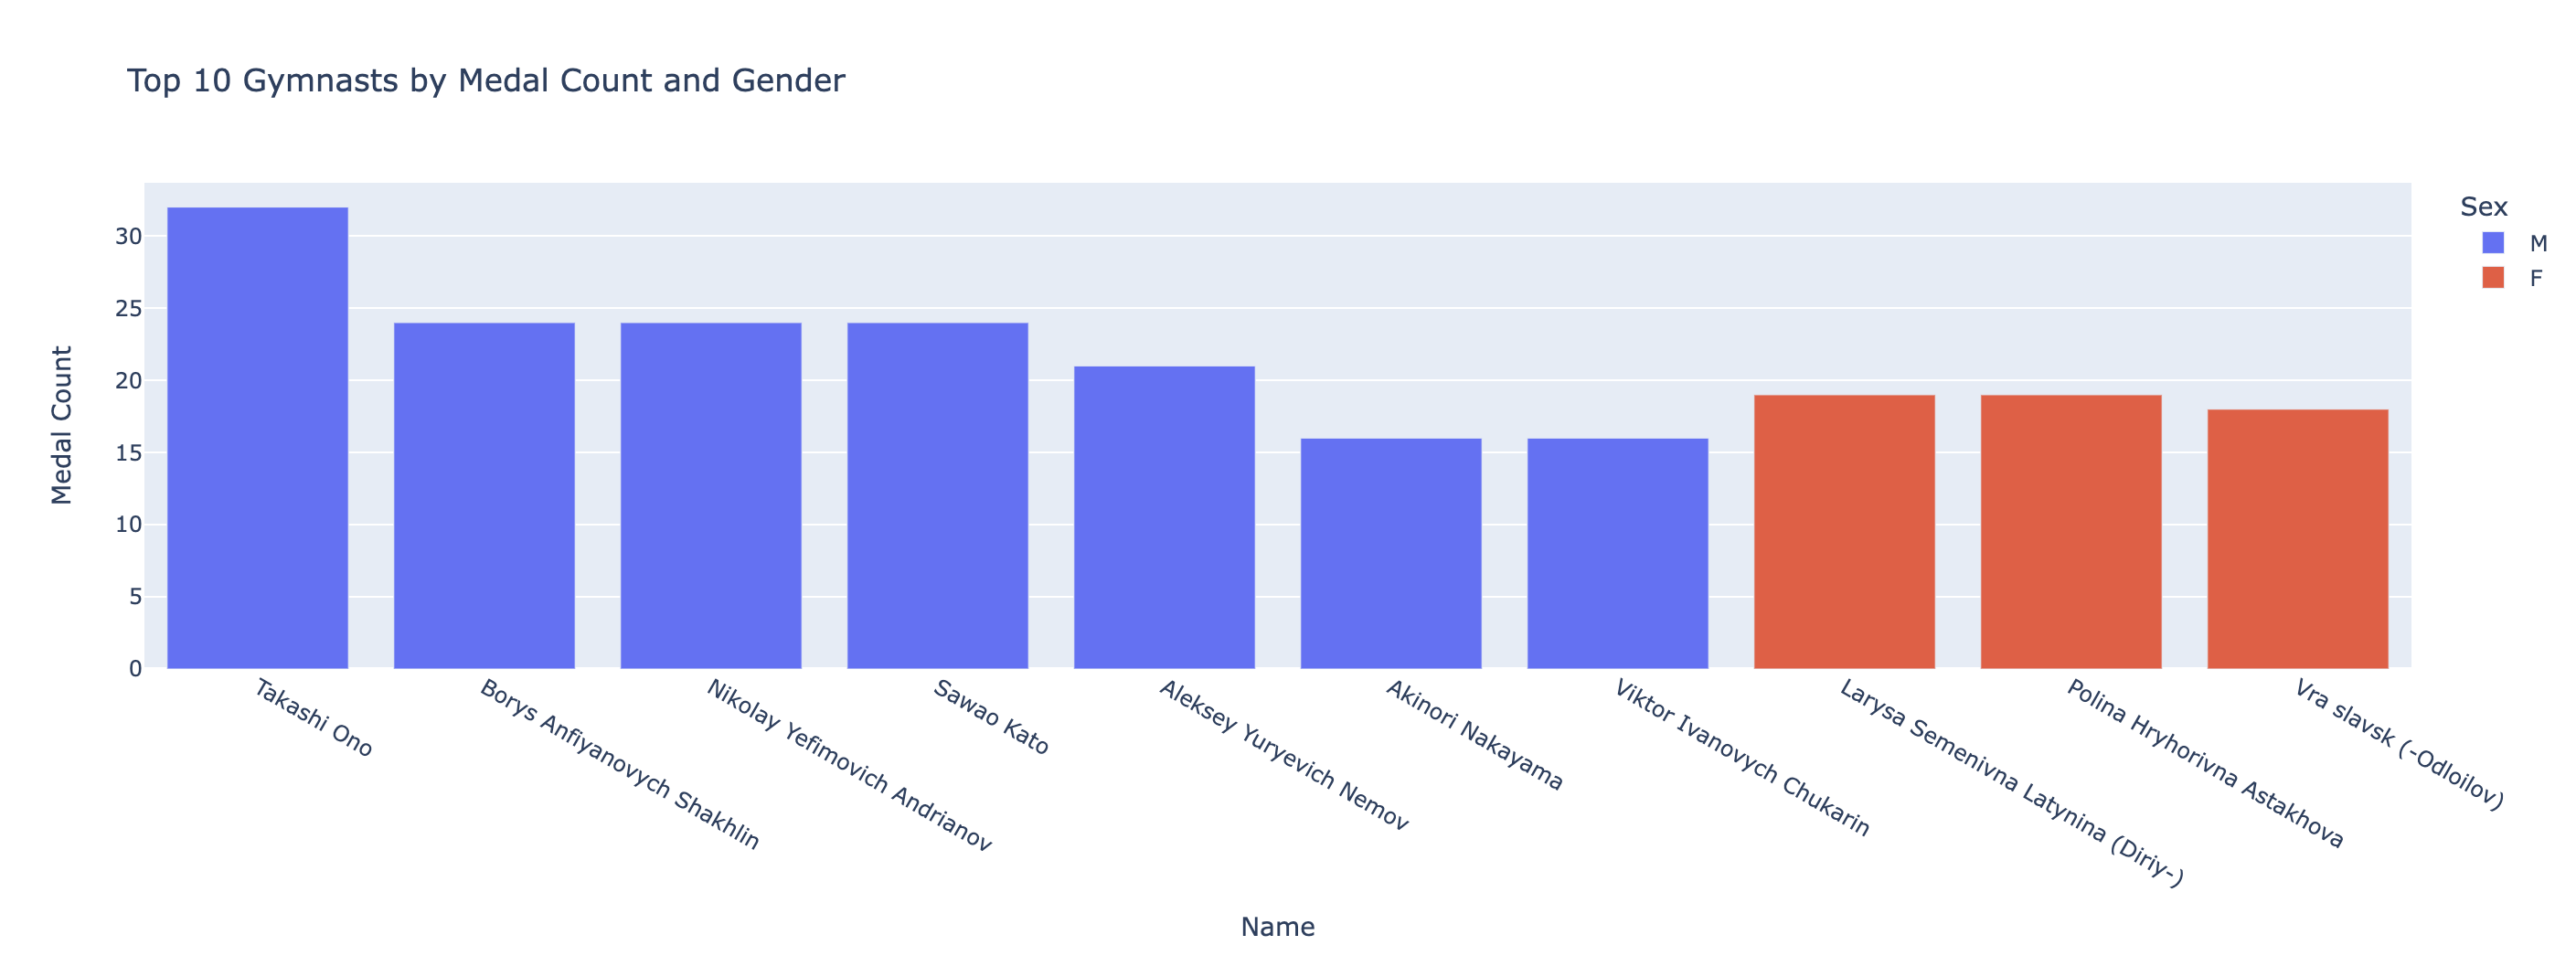 Top 10 Gymnasts by Medal Count and Gender
Sex
M
F
Medal Count
30
25
20
15
10
5
0
Takashi Ono
Borys Anfiyanovych Shakhlin
Nikolay Yefimovich Andrianov
Sawao Kato
Aleksey Yuryevich Nemov
Akinori Nakayama
Viktor Ivanovych Chukarin
Larysa Semenivna Latynina (Diriy-)
Polina Hryhorivna Astakhova
Vra slavsk (-Odloilov)
Name